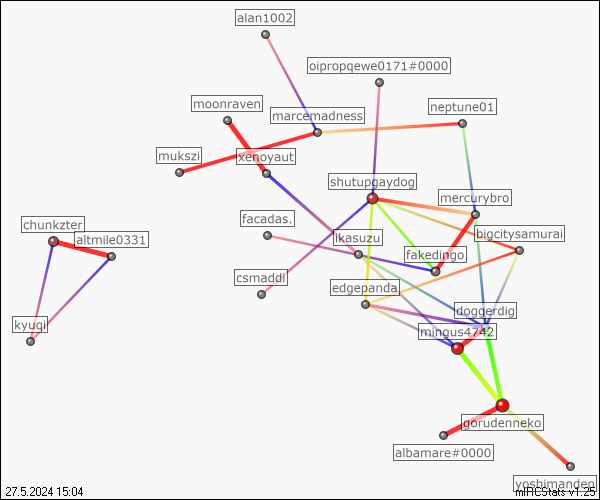 alan1002
oipropqewe0171#0000
moonraven
neptune01
marcemadness
mukszi
xenoyaut
shutupgaydog
mercurybro
chunkzter
facadas.
altmile0331
ikasuzu
bigcitysamurai
fakedingo
csmaddi
edgepanda
doggerdig
kyuqi
mingus4742
gorudenneko
albamare#0000
yoshimanden
27.5.2024 15:04
mIRCStats v1.25